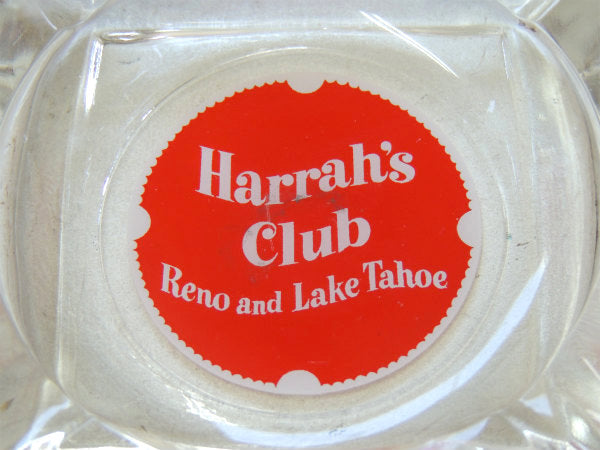 Harrah's
Club
Reno and Lake Tahoe